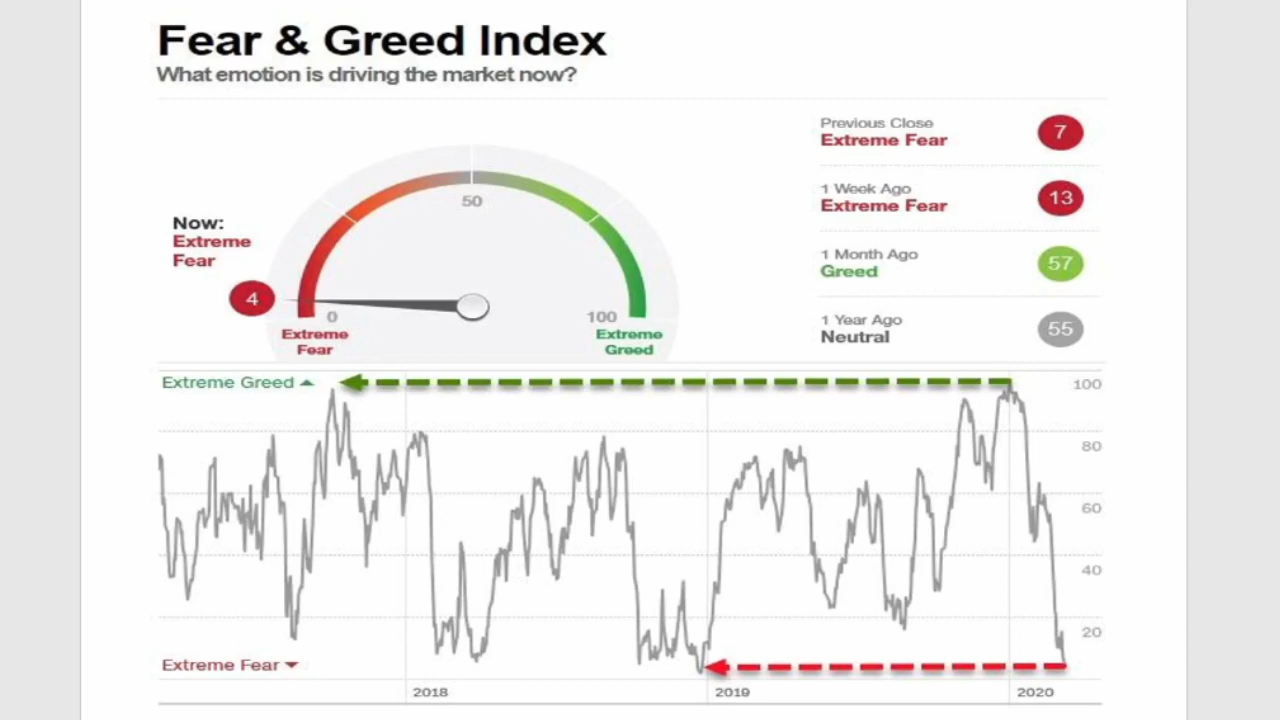 Fear & Greed Index
What emotion is driving the market now?
Previous Close
Extreme Fear
7
1 Week Ago
Extreme Fear
13
1 Month Ago
Greed
57
1 Year Ago
Neutral
55
Now:
Extreme
Fear
4
50
0
100
Extreme
Fear
Extreme
Greed
Extreme Greed
100
80
60
40
20
Extreme Fear
2018
2019
2020